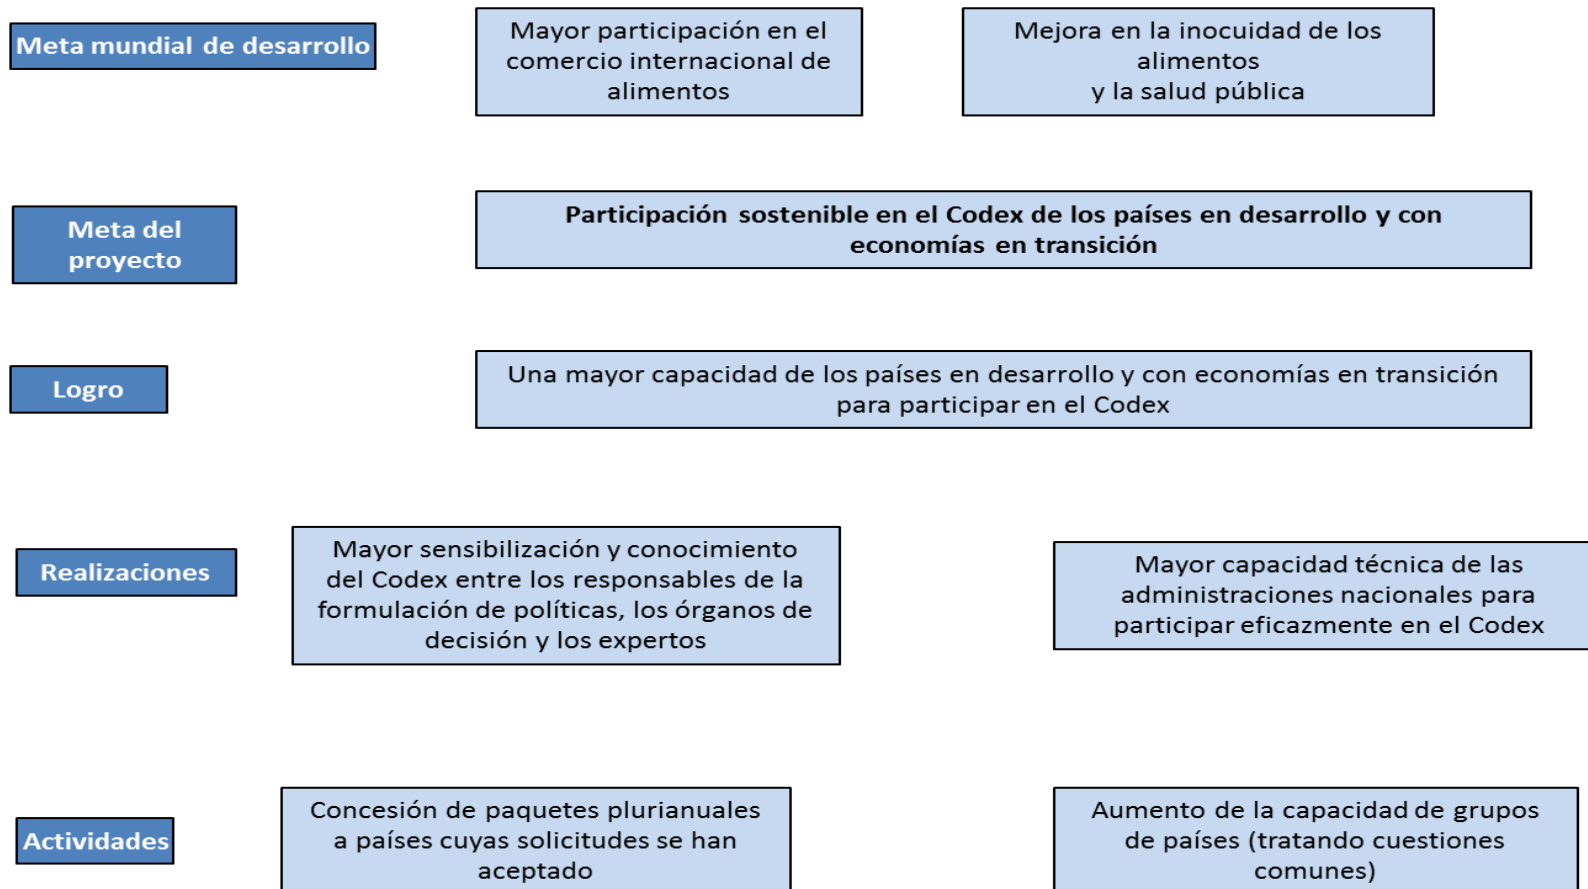 Meta mundial de desarrollo
Mayor participación en el
comercio internacional de
alimentos
Mejora en la inocuidad de los
alimentos
y la salud pública
Meta del
proyecto
Participación sostenible en el Codex de los países en desarrollo y con
economías en transición
Logro
Una mayor capacidad de los países en desarrollo y con economías en transición
para participar en el Codex
Realizaciones
Mayor sensibilización y conocimiento
del Codex entre los responsables de la
formulación de políticas, los órganos de
decisión y los expertos
Mayor capacidad técnica de las
administraciones nacionales para
participar eficazmente en el Codex
Actividades
Concesión de paquetes plurianuales
a países cuyas solicitudes se han
aceptado
Aumento de la capacidad de grupos
de países (tratando cuestiones
comunes)